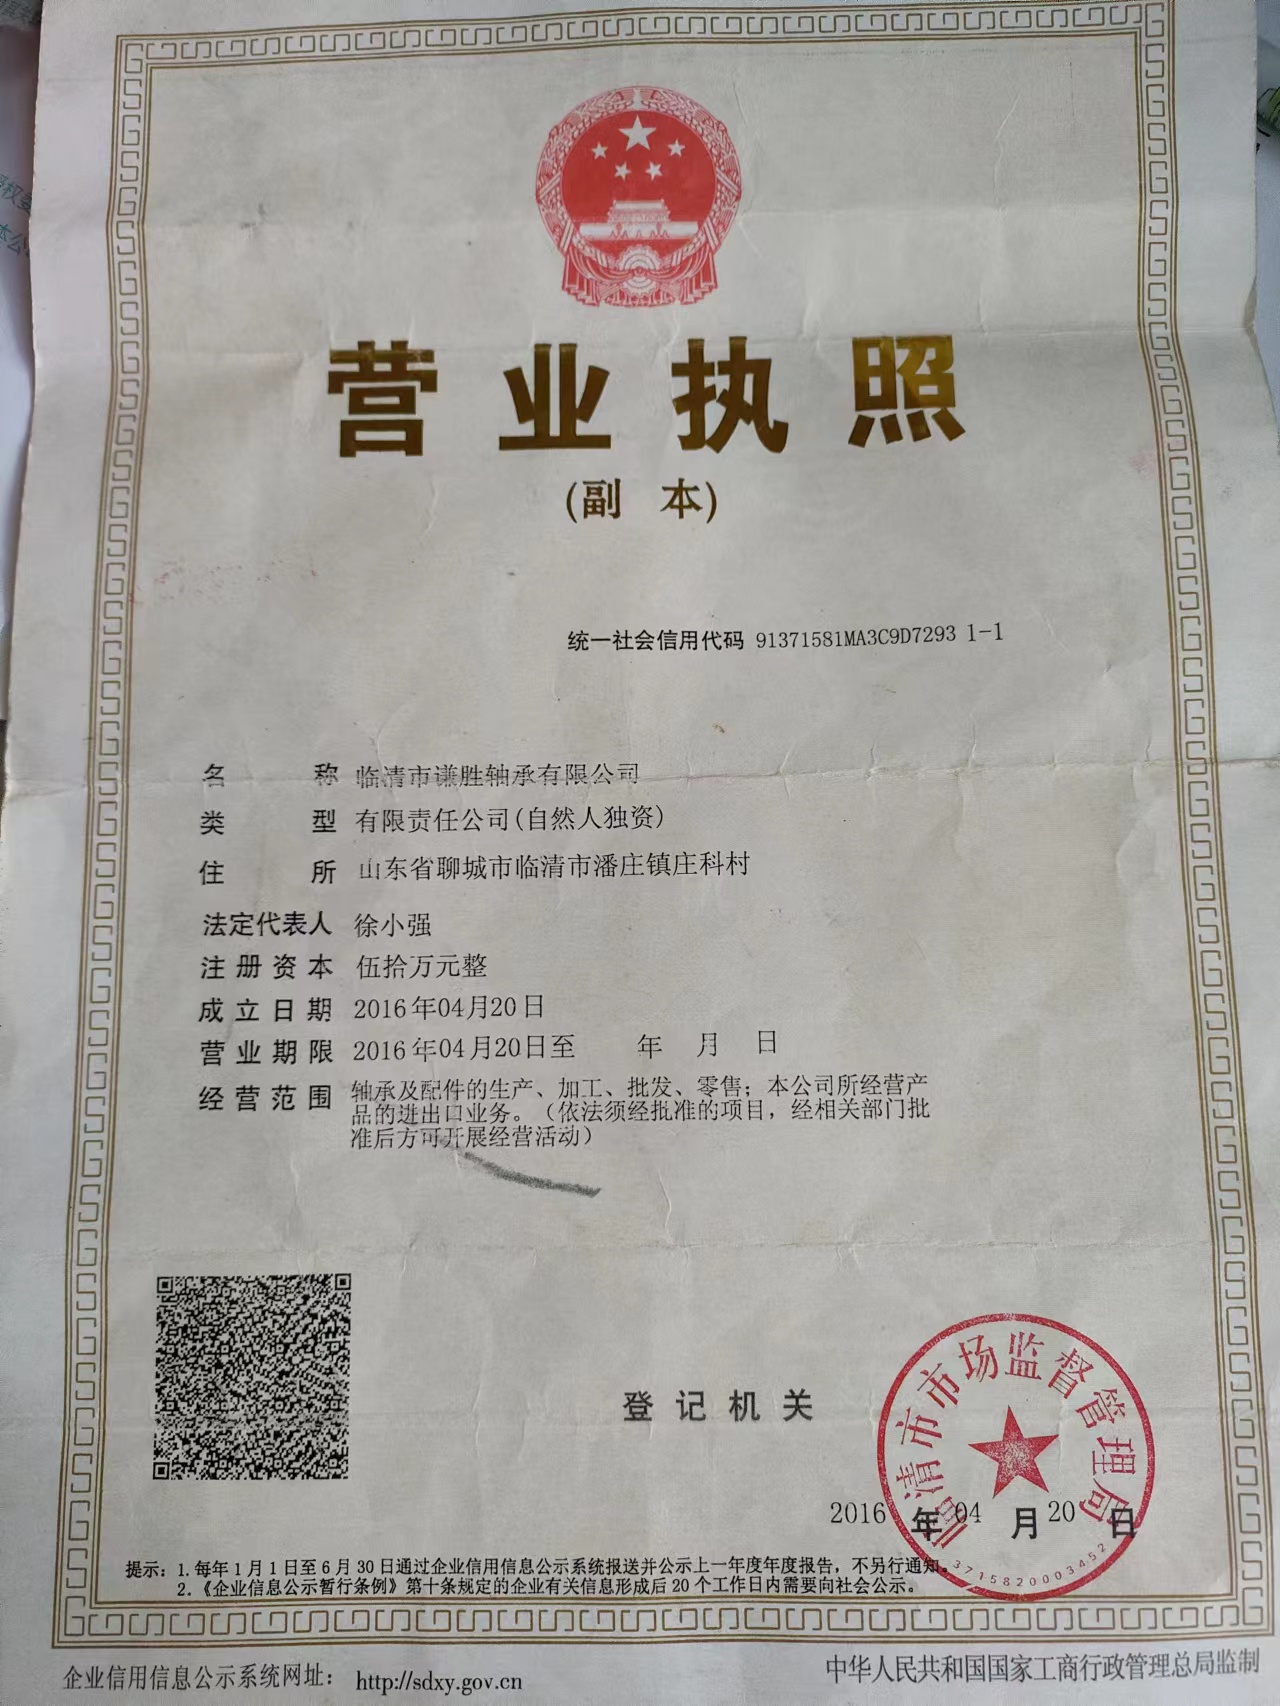 营业执照
(副 本)
统一社会信用代码 91371581MA3C9D7293 1-1
名 称 临清市谦胜轴承有限公司
类 型 有限责任公司(自然人独资)
住 所 山东省聊城市临清市潘庄镇庄科村
法定代表人 徐小强
注册资本 伍拾万元整
成立日期 2016年04月20日
营业期限 2016年04月20日至 年 月 日
经营范围 轴承及配件的生产、加工、批发、零售；本公司所经营产
品的进出口业务。（依法须经批准的项目，经相关部门批
准后方可开展经营活动）
登记机关
临清市市场监督管理局
2016 年 04 月 20 日
3715820003452
提示：1.每年1月1日至6月30日通过企业信用信息公示系统报送并公示上一年度年度报告，不另行通知。
2.《企业信息公示暂行条例》第十条规定的企业有关信息形成后20个工作日内需要向社会公示。
企业信用信息公示系统网址： http://sdxy.gov.cn
中华人民共和国国家工商行政管理总局监制